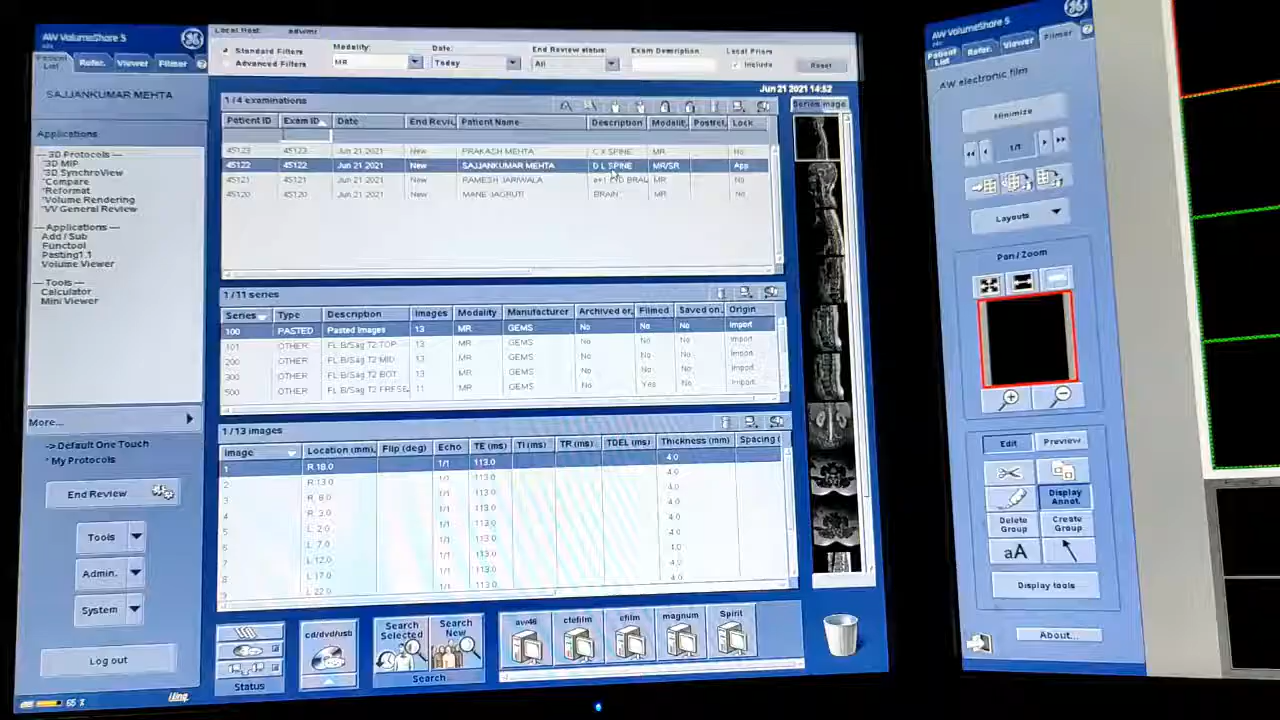 AW VolumeShare 5
Patient List Refer. Viewer Filmer ?
SAJJANKUMAR MEHTA
Applications
--- 3D Protocols ---
*3D MIP
*3D SynchroView
*Compare
*Reformat
*Volume Rendering
*VV General Review
--- Applications ---
Add / Sub
Functool
Pasting1.1
Volume Viewer
--- Tools ---
Calculator
Mini Viewer
More...
-> Default One Touch
* My Protocols
End Review
Tools
Admin.
System
Log out
65 %
Local Host:
Standard Filters
Advanced Filters
Modality:
MR
Date:
Today
End Review status:
All
Exam Description
Local Priors
Include
Reset
Jun 21 2021 14:52
1 / 4 examinations
Patient ID Exam ID Date End Revi Patient Name Description Modality Lock
45123 45123 Jun 21 2021 New PRAKASH MEHTA C X SPINE MR No
45122 45122 Jun 21 2021 New SAJJANKUMAR MEHTA D L SPINE MR/SR App
45121 45121 Jun 21 2021 New RAMESH JARIWALA MR No
45120 45120 Jun 21 2021 New MANE JAGRUTI BRAIN MR No
1 / 11 series
Series Type Description Images Modality Manufacturer Archived or Filmed Saved on Origin
100 PASTED Pasted Images 13 MR GEMS No No No Import
101 OTHER FL B/Sag T2 TOP 13 MR GEMS No No No Import
200 OTHER FL B/Sag T2 MID 13 MR GEMS No No No Import
300 OTHER FL B/Sag T2 BOT 13 MR GEMS No No No Import
500 OTHER FL B/Sag T2 FRFSE 11 MR GEMS No Yes No Import
1 / 13 images
Image Location (mm) Flip (deg) Echo TE (ms) TI (ms) TR (ms) TDEL (ms) Thickness (mm) Spacing (
1 R 18.0 1/1 113.0 4.0
2 R 13.0 1/1 113.0 4.0
3 R 8.0 1/1 113.0 4.0
4 R 3.0 1/1 113.0 4.0
5 L 2.0 1/1 113.0 4.0
6 L 7.0 1/1 113.0 4.0
7 L 12.0 1/1 113.0 4.0
8 L 17.0 1/1 113.0 4.0
9 L 22.0 1/1 113.0
Series Image
Status
cd/dvd/usb
Search Selected
Search New
Search...
aw46
ctefilm
cfilm
magnum
Spirit
AW VolumeShare 5
Patient List Refer. Viewer Filmer ?
AW electronic film
Minimize
1/1
Layouts
Pan / Zoom
Edit Preview
Display Annot.
Delete Group
Create Group
aA
Display tools
About...